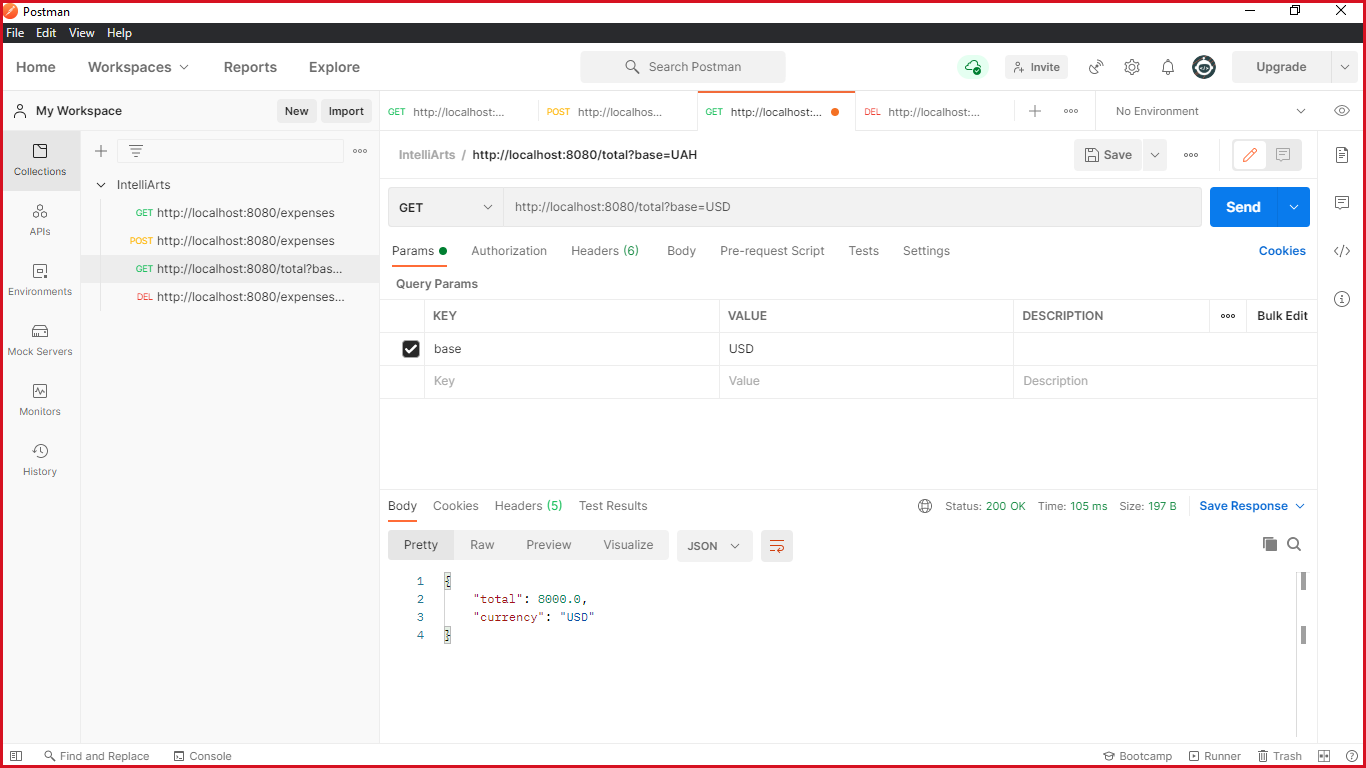 Postman
File Edit View Help
Home Workspaces Reports Explore Search Postman Invite Upgrade
My Workspace New Import
GET http://localhost:... POST http://localhos... GET http://localhost:... DEL http://localhost:... No Environment
IntelliArts / http://localhost:8080/total?base=UAH Save
Collections
APIs
Environments
Mock Servers
Monitors
History
IntelliArts
GET http://localhost:8080/expenses
POST http://localhost:8080/expenses
GET http://localhost:8080/total?bas...
DEL http://localhost:8080/expenses...
GET http://localhost:8080/total?base=USD Send
Params Authorization Headers (6) Body Pre-request Script Tests Settings Cookies
Query Params
KEY VALUE DESCRIPTION Bulk Edit
base USD
Key Value Description
Body Cookies Headers (5) Test Results Status: 200 OK Time: 105 ms Size: 197 B Save Response
Pretty Raw Preview Visualize JSON
1 {
2 "total": 8000.0,
3 "currency": "USD"
4 }
Find and Replace Console Bootcamp Runner Trash